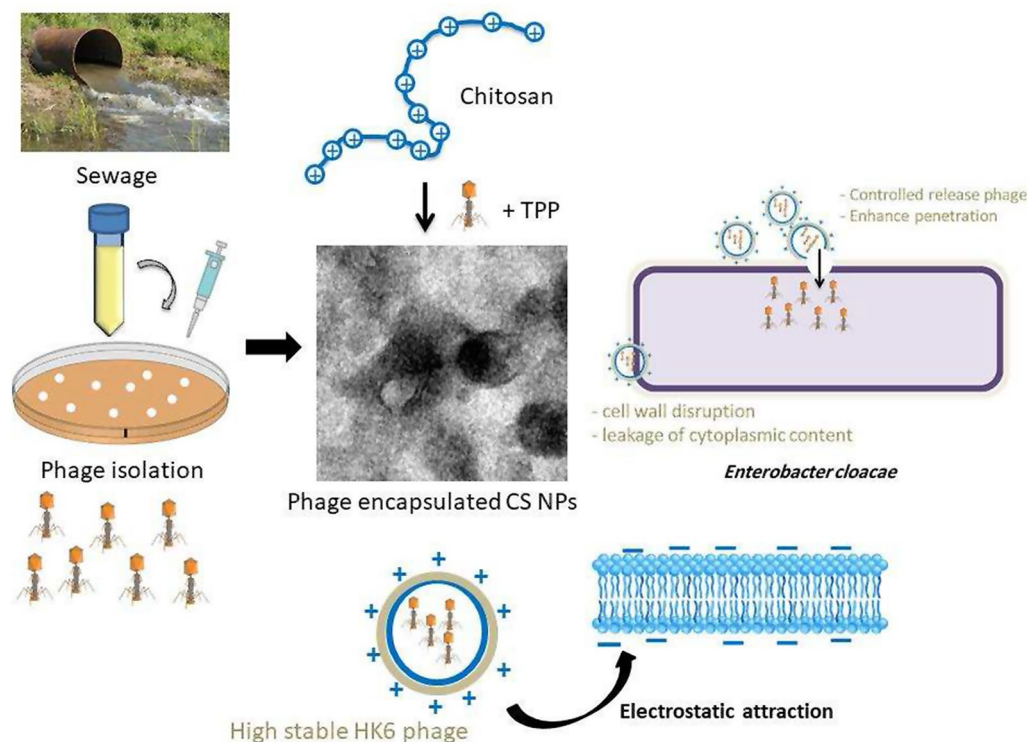 Sewage
Phage isolation
Chitosan
+ TPP
Phage encapsulated CS NPs
- Controlled release phage
- Enhance penetration
- cell wall disruption
- leakage of cytoplasmic content
Enterobacter cloacae
High stable HK6 phage
Electrostatic attraction